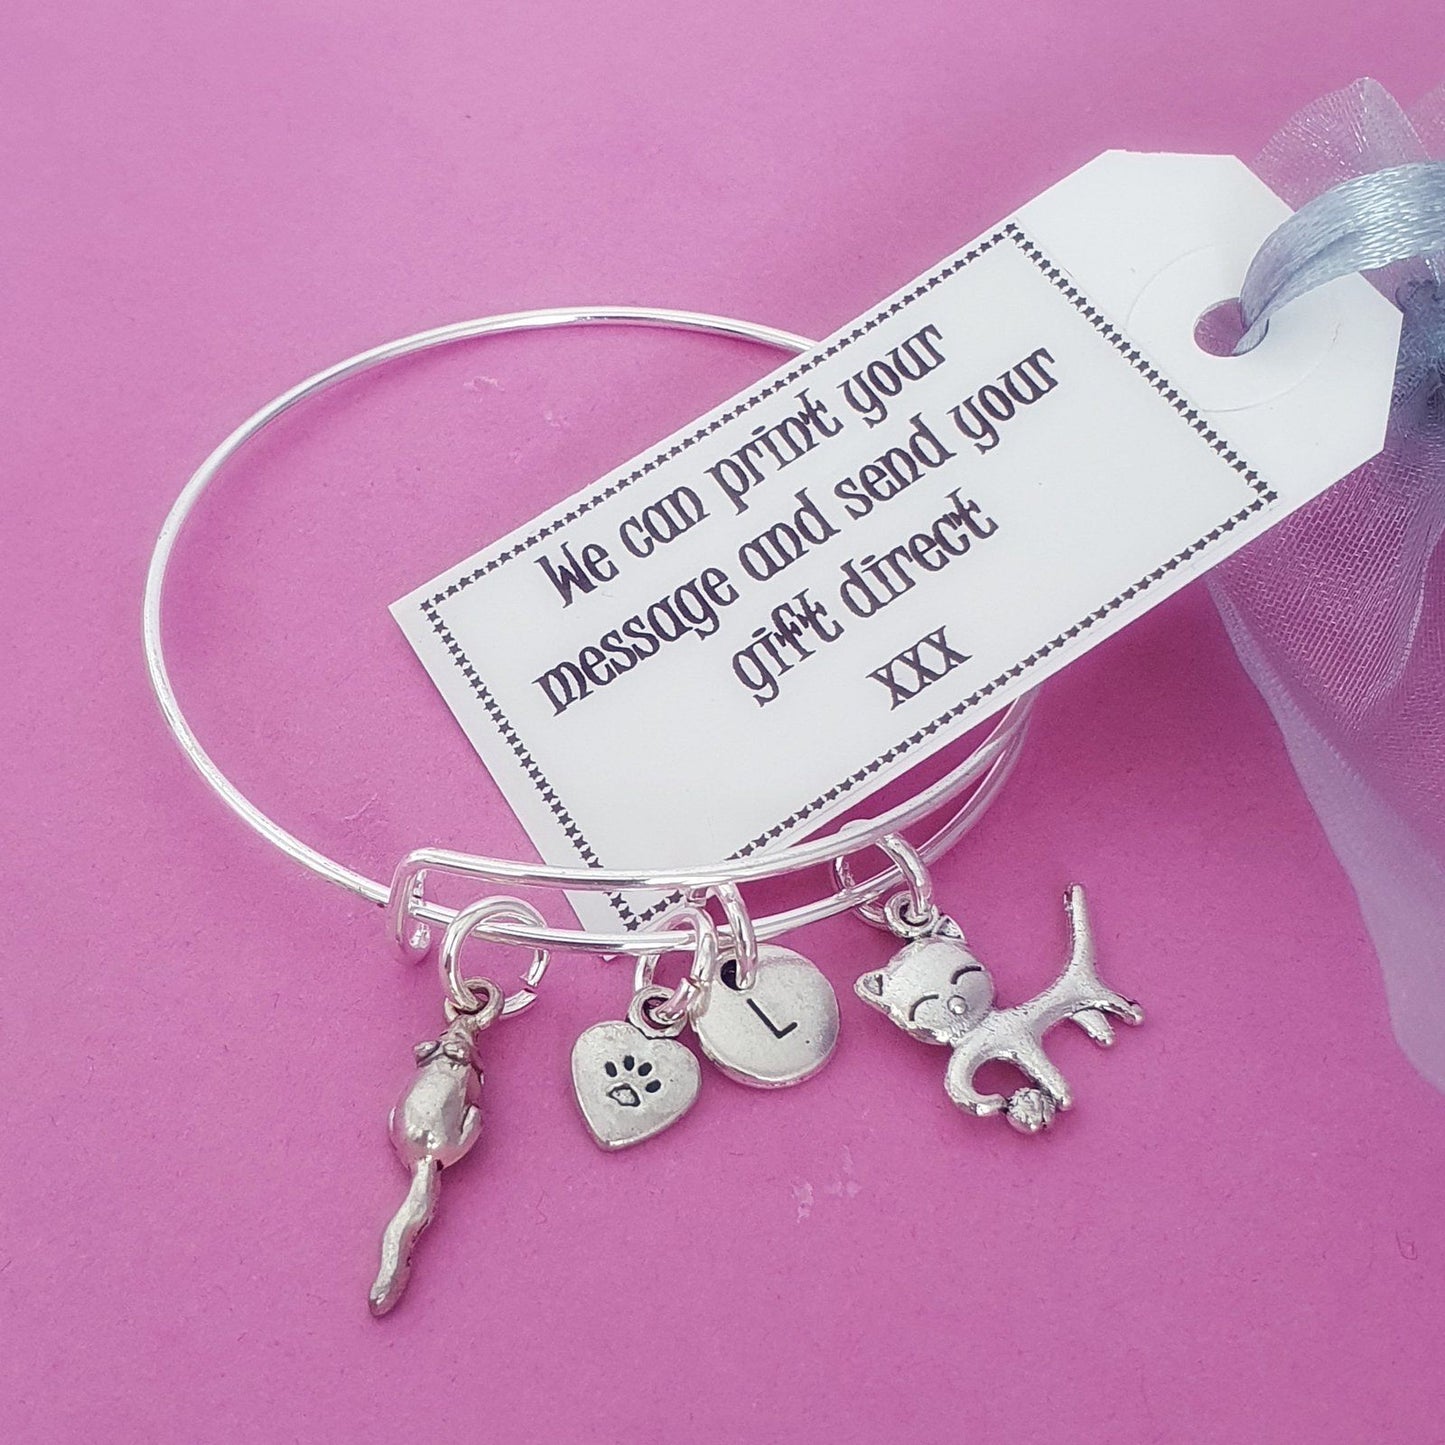 We can print your
message and send your
gift direct
xxx
L